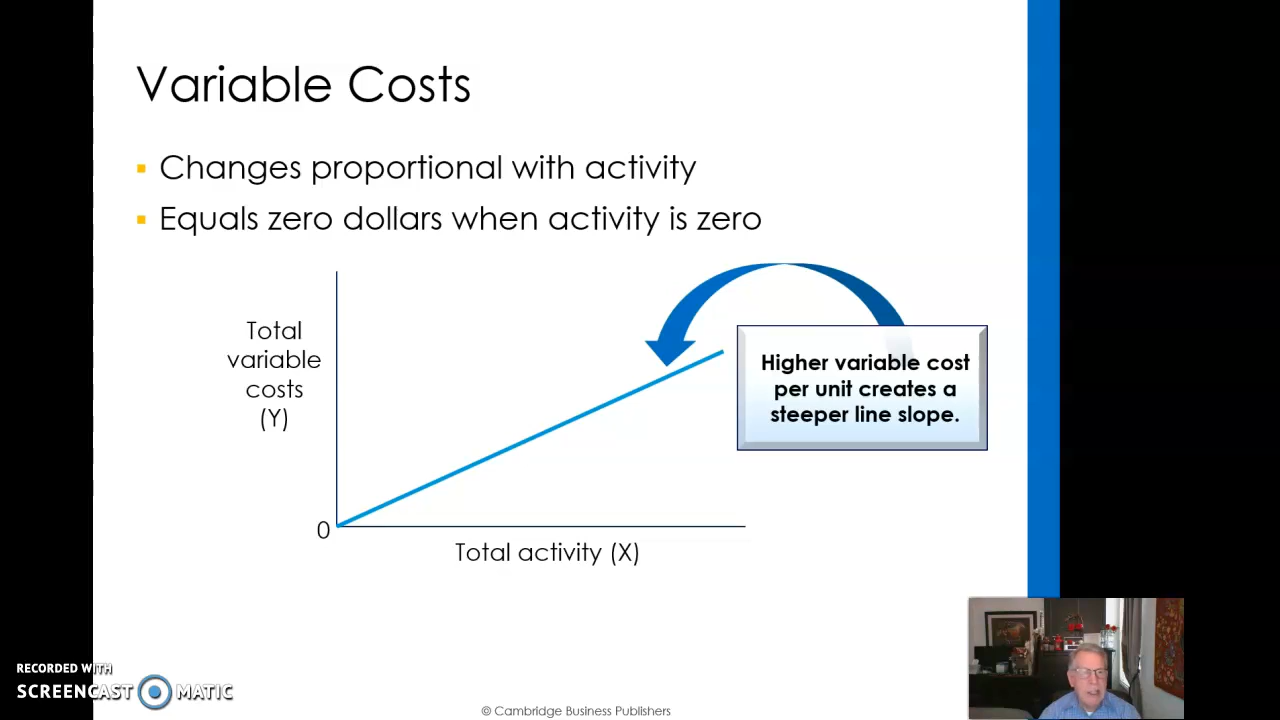 Variable Costs
Changes proportional with activity
Equals zero dollars when activity is zero
Total
variable
costs
(Y)
Higher variable cost
per unit creates a
steeper line slope.
0
Total activity (X)
RECORDED WITH
SCREENCAST MATIC
© Cambridge Business Publishers